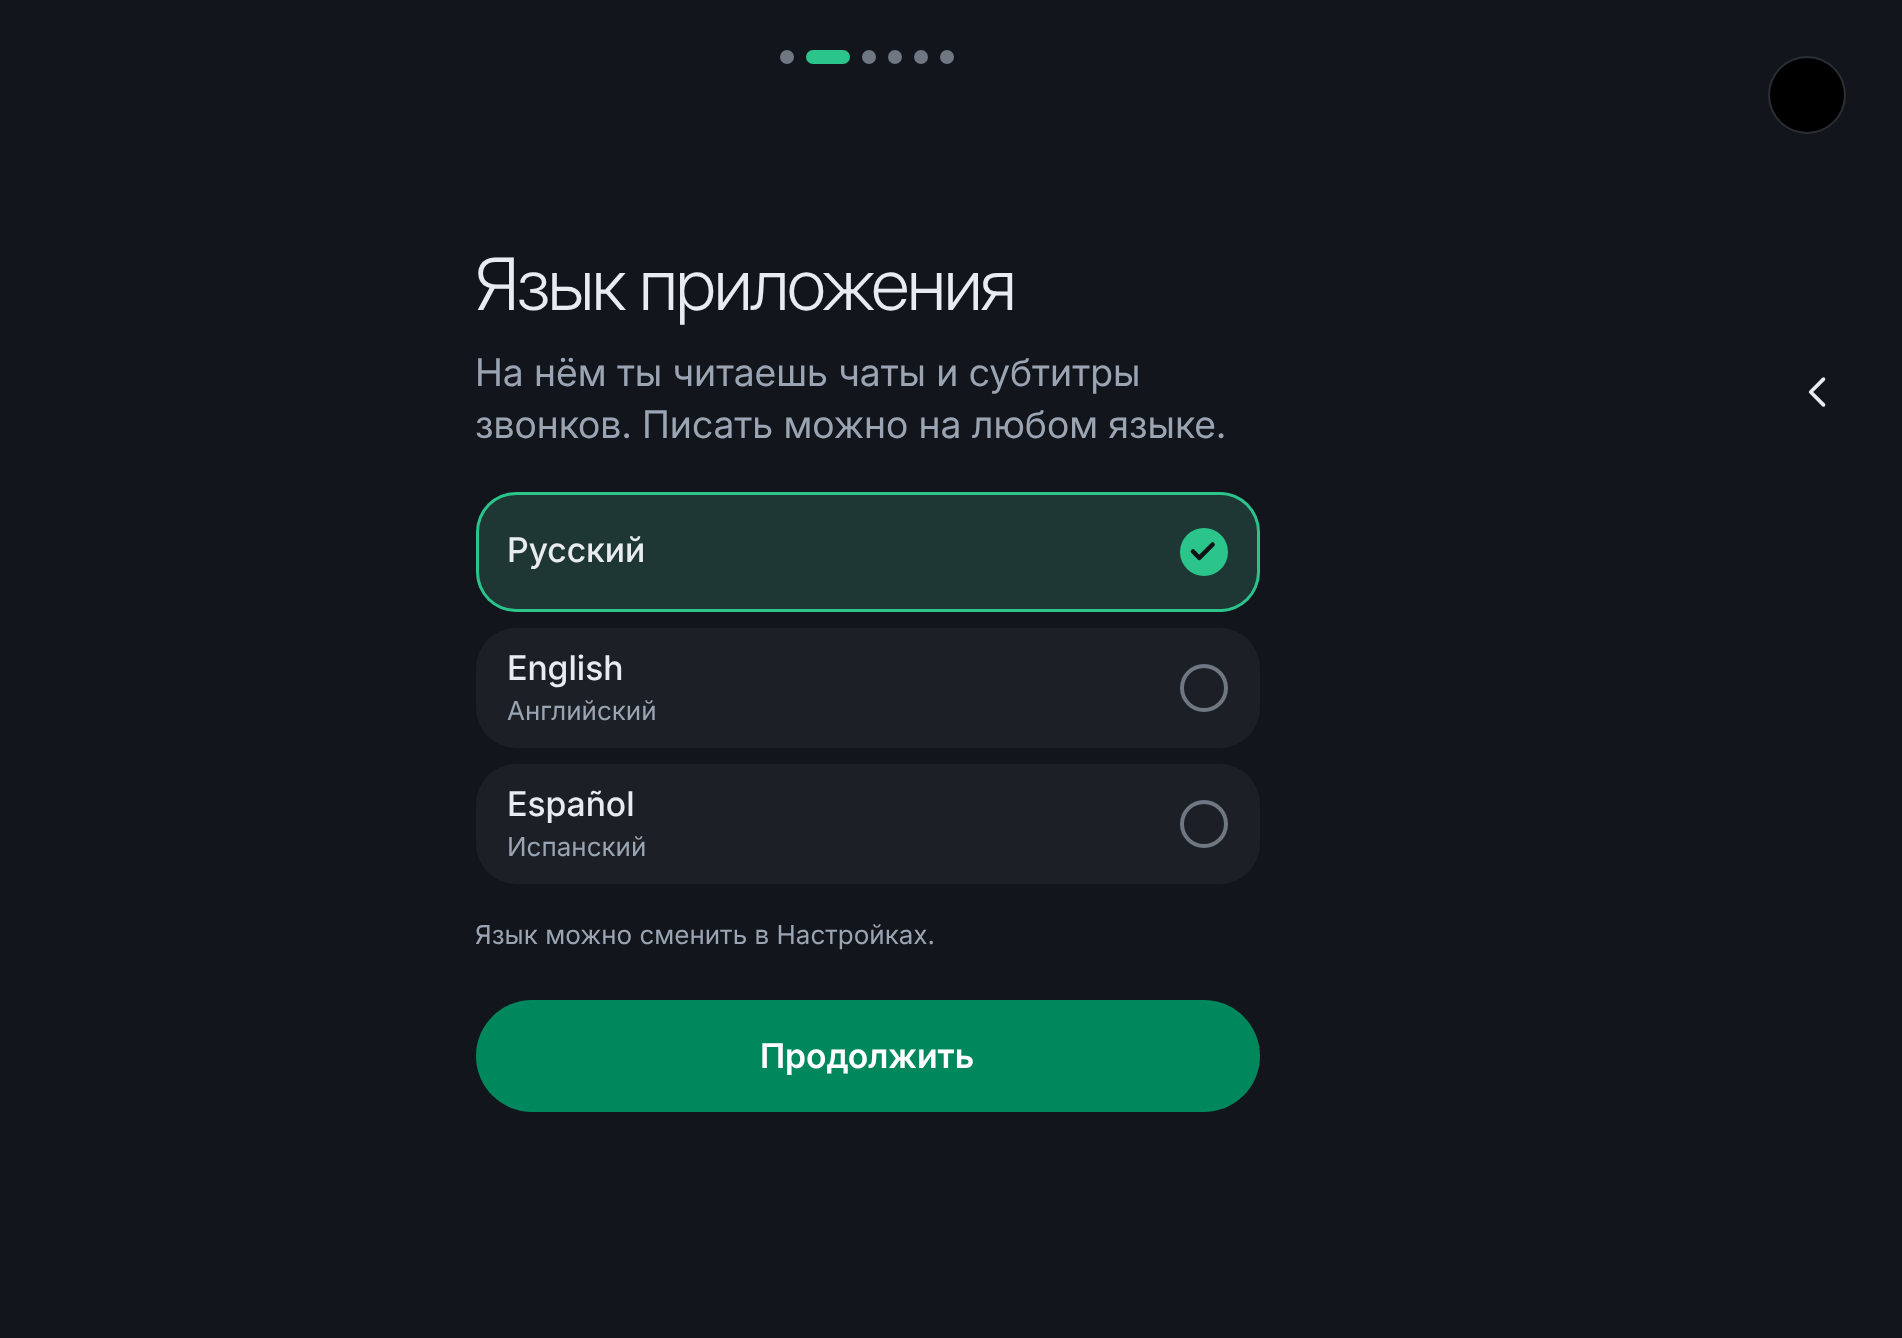 Язык приложения
На нём ты читаешь чаты и субтитры
звонков. Писать можно на любом языке.
Русский
English
Английский
Español
Испанский
Язык можно сменить в Настройках.
Продолжить